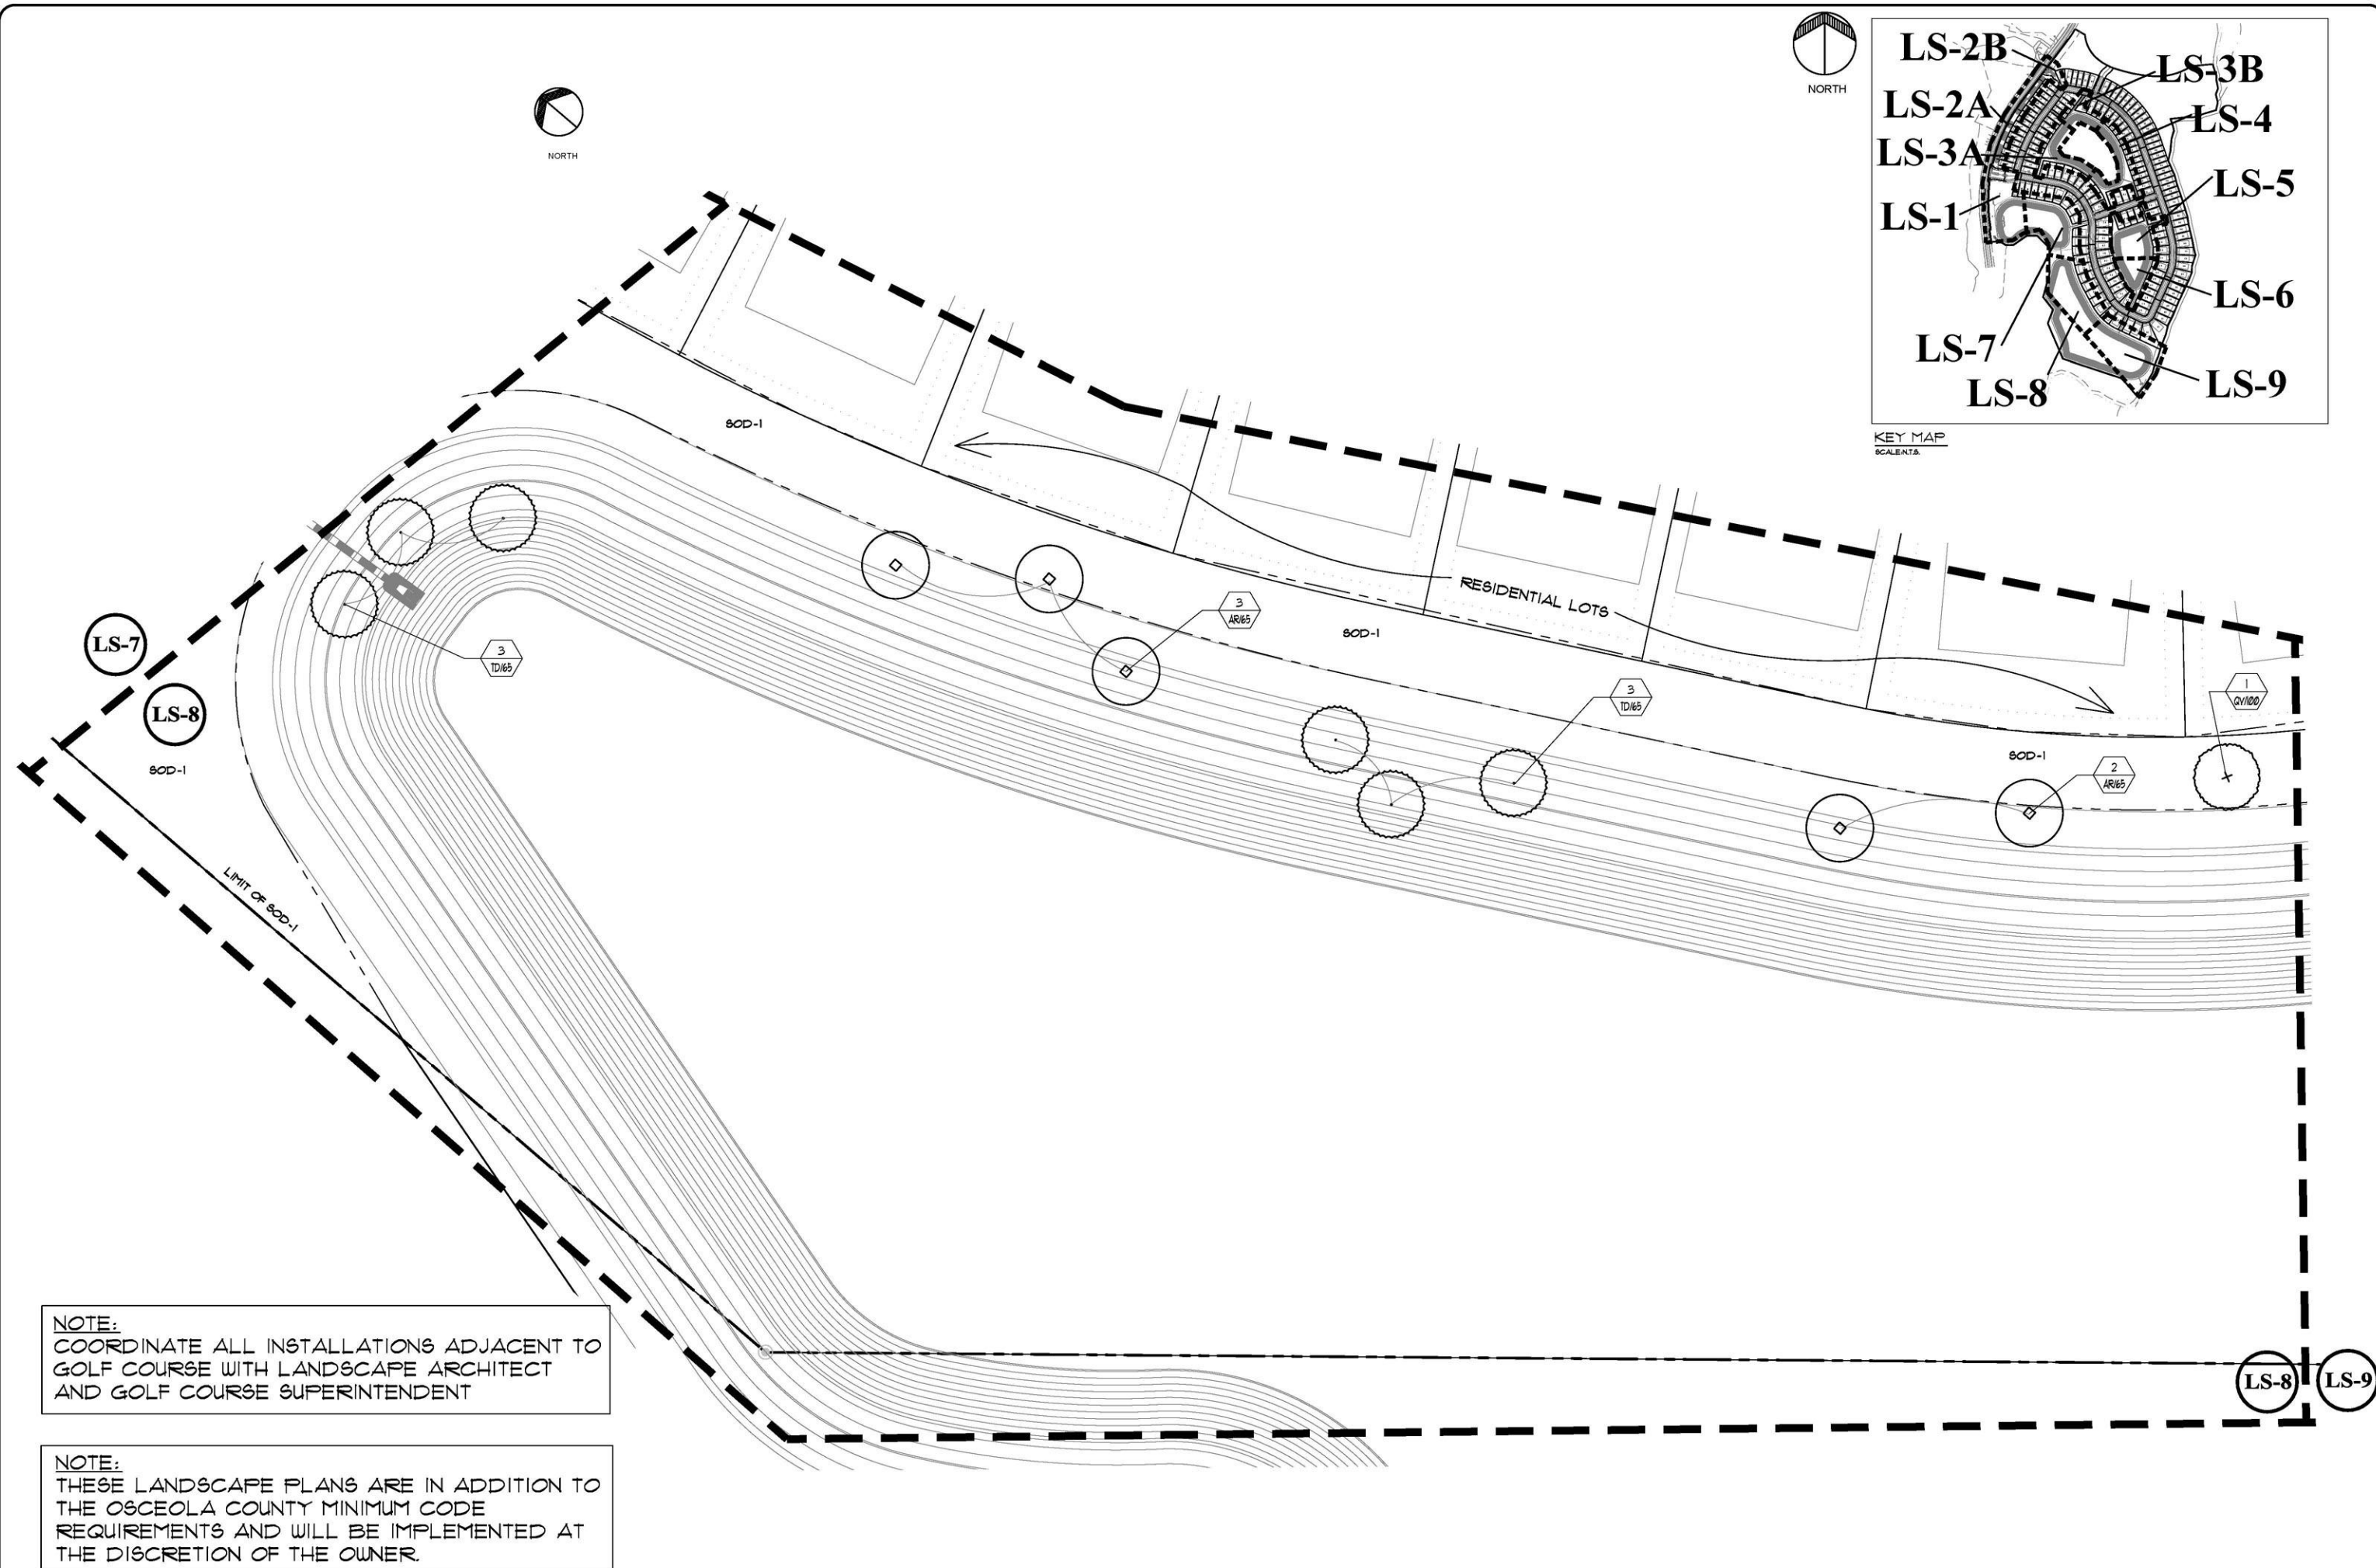 NORTH
NORTH
LS-2B
LS-3B
LS-2A
LS-4
LS-3A
LS-5
LS-1
LS-6
LS-7
LS-9
LS-8
KEY MAP
SCALE:N.T.S.
SOD-1
RESIDENTIAL LOTS
3
AR/65
SOD-1
3
TD/65
LS-7
LS-8
SOD-1
3
TD/65
1
QV/100
SOD-1
2
AR/65
LIMIT OF SOD-1
NOTE:
COORDINATE ALL INSTALLATIONS ADJACENT TO
GOLF COURSE WITH LANDSCAPE ARCHITECT
AND GOLF COURSE SUPERINTENDENT
LS-8
LS-9
NOTE:
THESE LANDSCAPE PLANS ARE IN ADDITION TO
THE OSCEOLA COUNTY MINIMUM CODE
REQUIREMENTS AND WILL BE IMPLEMENTED AT
THE DISCRETION OF THE OWNER.